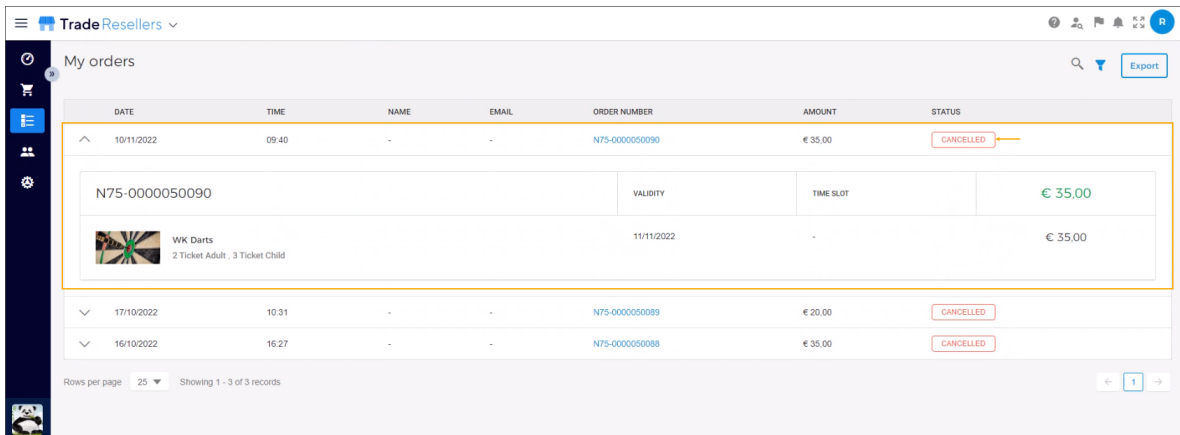 Trade Resellers
R
My orders
Export
DATE TIME NAME EMAIL ORDER NUMBER AMOUNT STATUS
10/11/2022 09:40 - - N75-0000050090 € 35,00 CANCELLED
N75-0000050090 VALIDITY TIME SLOT € 35,00
WK Darts 11/11/2022 - € 35,00
2 Ticket Adult , 3 Ticket Child
17/10/2022 10:31 - - N75-0000050089 € 20,00 CANCELLED
16/10/2022 16:27 - - N75-0000050088 € 35,00 CANCELLED
Rows per page 25 Showing 1 - 3 of 3 records 1